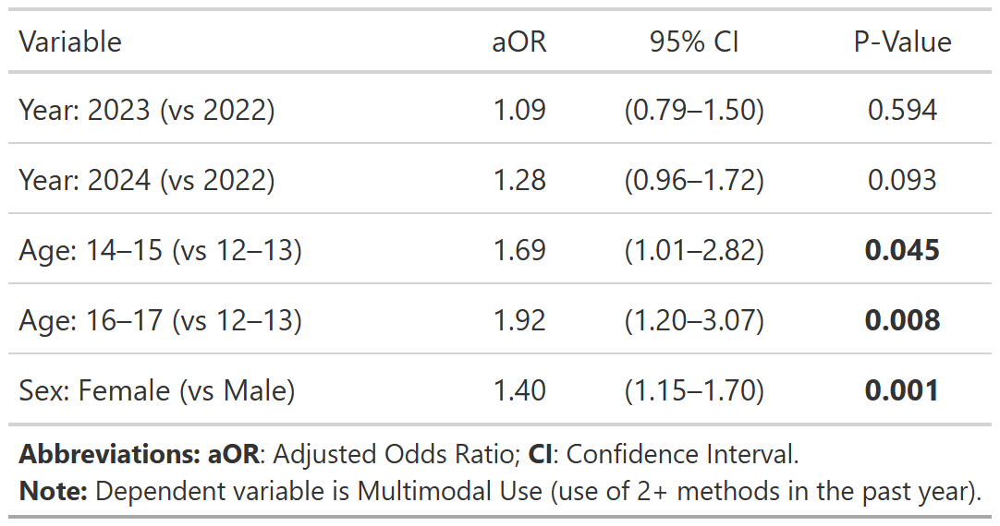 Variable aOR 95% CI P-Value
Year: 2023 (vs 2022) 1.09 (0.79–1.50) 0.594
Year: 2024 (vs 2022) 1.28 (0.96–1.72) 0.093
Age: 14–15 (vs 12–13) 1.69 (1.01–2.82) 0.045
Age: 16–17 (vs 12–13) 1.92 (1.20–3.07) 0.008
Sex: Female (vs Male) 1.40 (1.15–1.70) 0.001
Abbreviations: aOR: Adjusted Odds Ratio; CI: Confidence Interval.
Note: Dependent variable is Multimodal Use (use of 2+ methods in the past year).